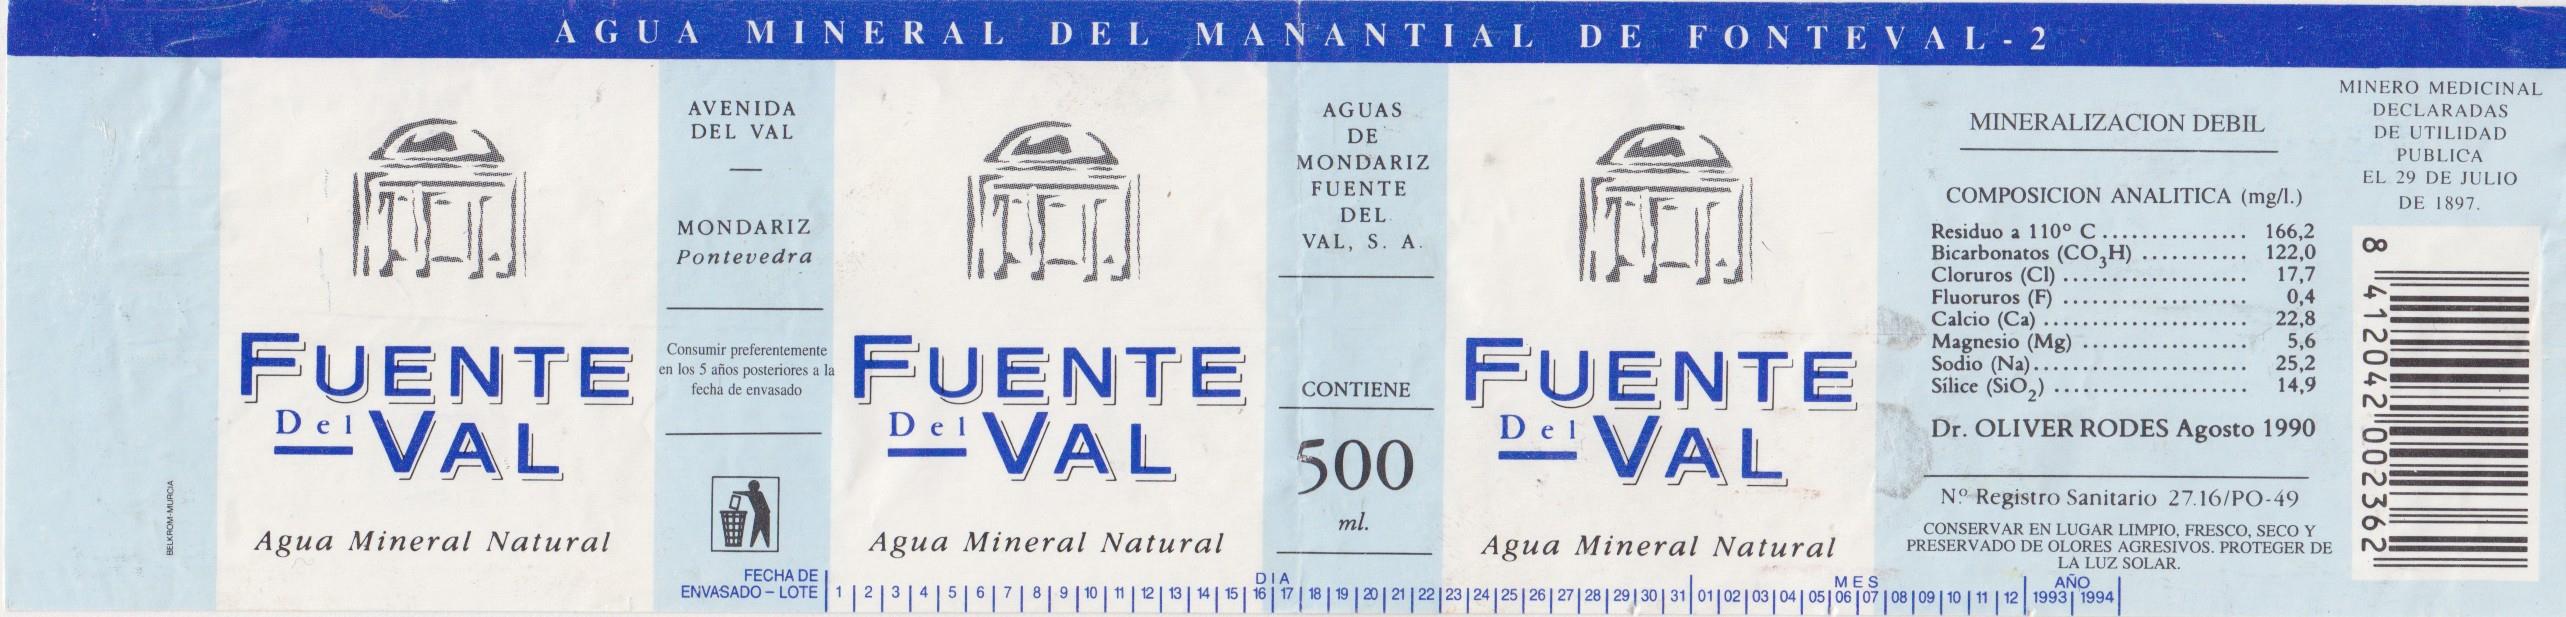 AGUA MINERAL DEL MANANTIAL DE FONTEVAL-2
BELKROM-MURCIA
FUENTE
Del VAL
Agua Mineral Natural
AVENIDA
DEL VAL
—
MONDARIZ
Pontevedra
Consumir preferentemente
en los 5 años posteriores a la
fecha de envasado
FUENTE
Del VAL
Agua Mineral Natural
AGUAS
DE
MONDARIZ
FUENTE
DEL
VAL, S. A.
CONTIENE
500
ml.
FUENTE
Del VAL
Agua Mineral Natural
MINERALIZACION DEBIL
COMPOSICION ANALITICA (mg/l.)
Residuo a 110º C ................ 166,2
Bicarbonatos (CO3H) ........... 122,0
Cloruros (Cl) ................... 17,7
Fluoruros (F) ................... 0,4
Calcio (Ca) ..................... 22,8
Magnesio (Mg) ................. 5,6
Sodio (Na) ...................... 25,2
Sílice (SiO2) .................... 14,9
Dr. OLIVER RODES Agosto 1990
N.º Registro Sanitario 27.16/PO-49
CONSERVAR EN LUGAR LIMPIO, FRESCO, SECO Y
PRESERVADO DE OLORES AGRESIVOS. PROTEGER DE
LA LUZ SOLAR.
MINERO MEDICINAL
DECLARADAS
DE UTILIDAD
PUBLICA
EL 29 DE JULIO
DE 1897.
8 412042 002362
FECHA DE
ENVASADO – LOTE
DIA
1 2 3 4 5 6 7 8 9 10 11 12 13 14 15 16 17 18 19 20 21 22 23 24 25 26 27 28 29 30 31
MES
01 02 03 04 05 06 07 08 09 10 11 12
AÑO
1993 1994